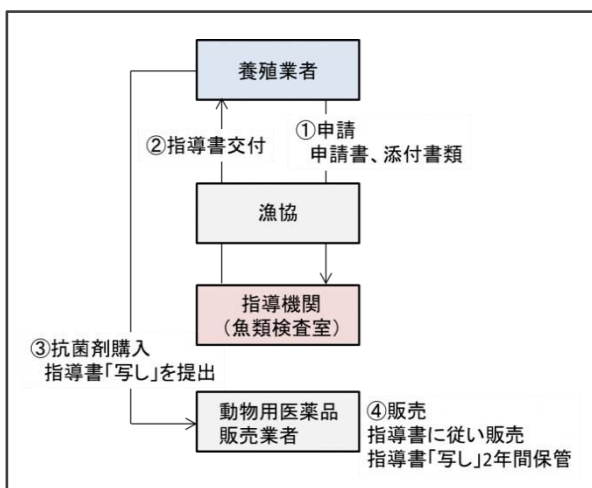 養殖業者
①申請
申請書、添付書類
②指導書交付
漁協
指導機関
（魚類検査室）
③抗菌剤購入
指導書「写し」を提出
動物用医薬品
販売業者
④販売
指導書に従い販売
指導書「写し」2年間保管